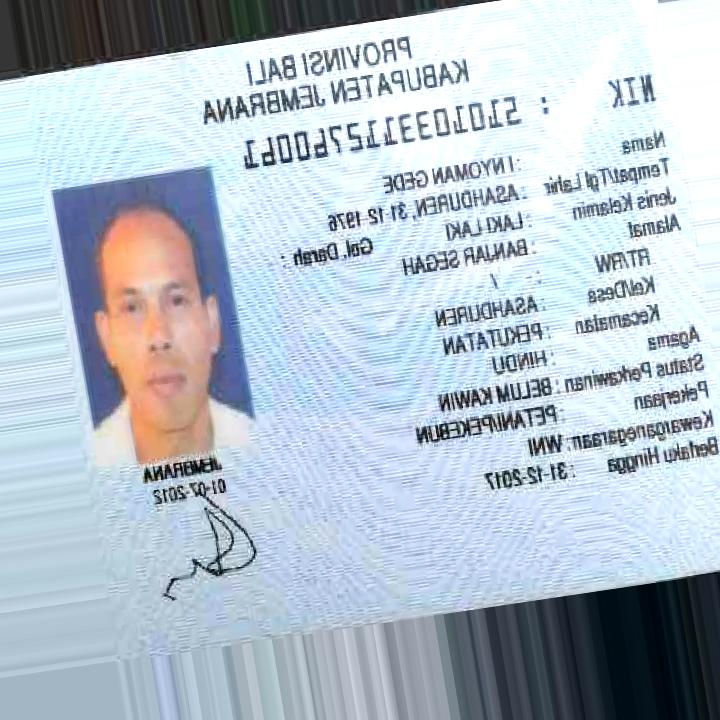 PROVINSI BALI
KABUPATEN JEMBRANA
NIK : 5101033112760061
Nama : I NYOMAN GEDE
Tempat/Tgl Lahir : ASAHDUREN, 31-12-1976
Jenis Kelamin : LAKI LAKI Gol. Darah :
Alamat : BANJAR SEGAH
RT/RW : /
Kel/Desa : ASAHDUREN
Kecamatan : PEKUTATAN
Agama : HINDU
Status Perkawinan : BELUM KAWIN
Pekerjaan : PETANI/PEKEBUN
Kewarganegaraan: WNI
Berlaku Hingga : 31-12-2017
JEMBRANA
01-07-2012